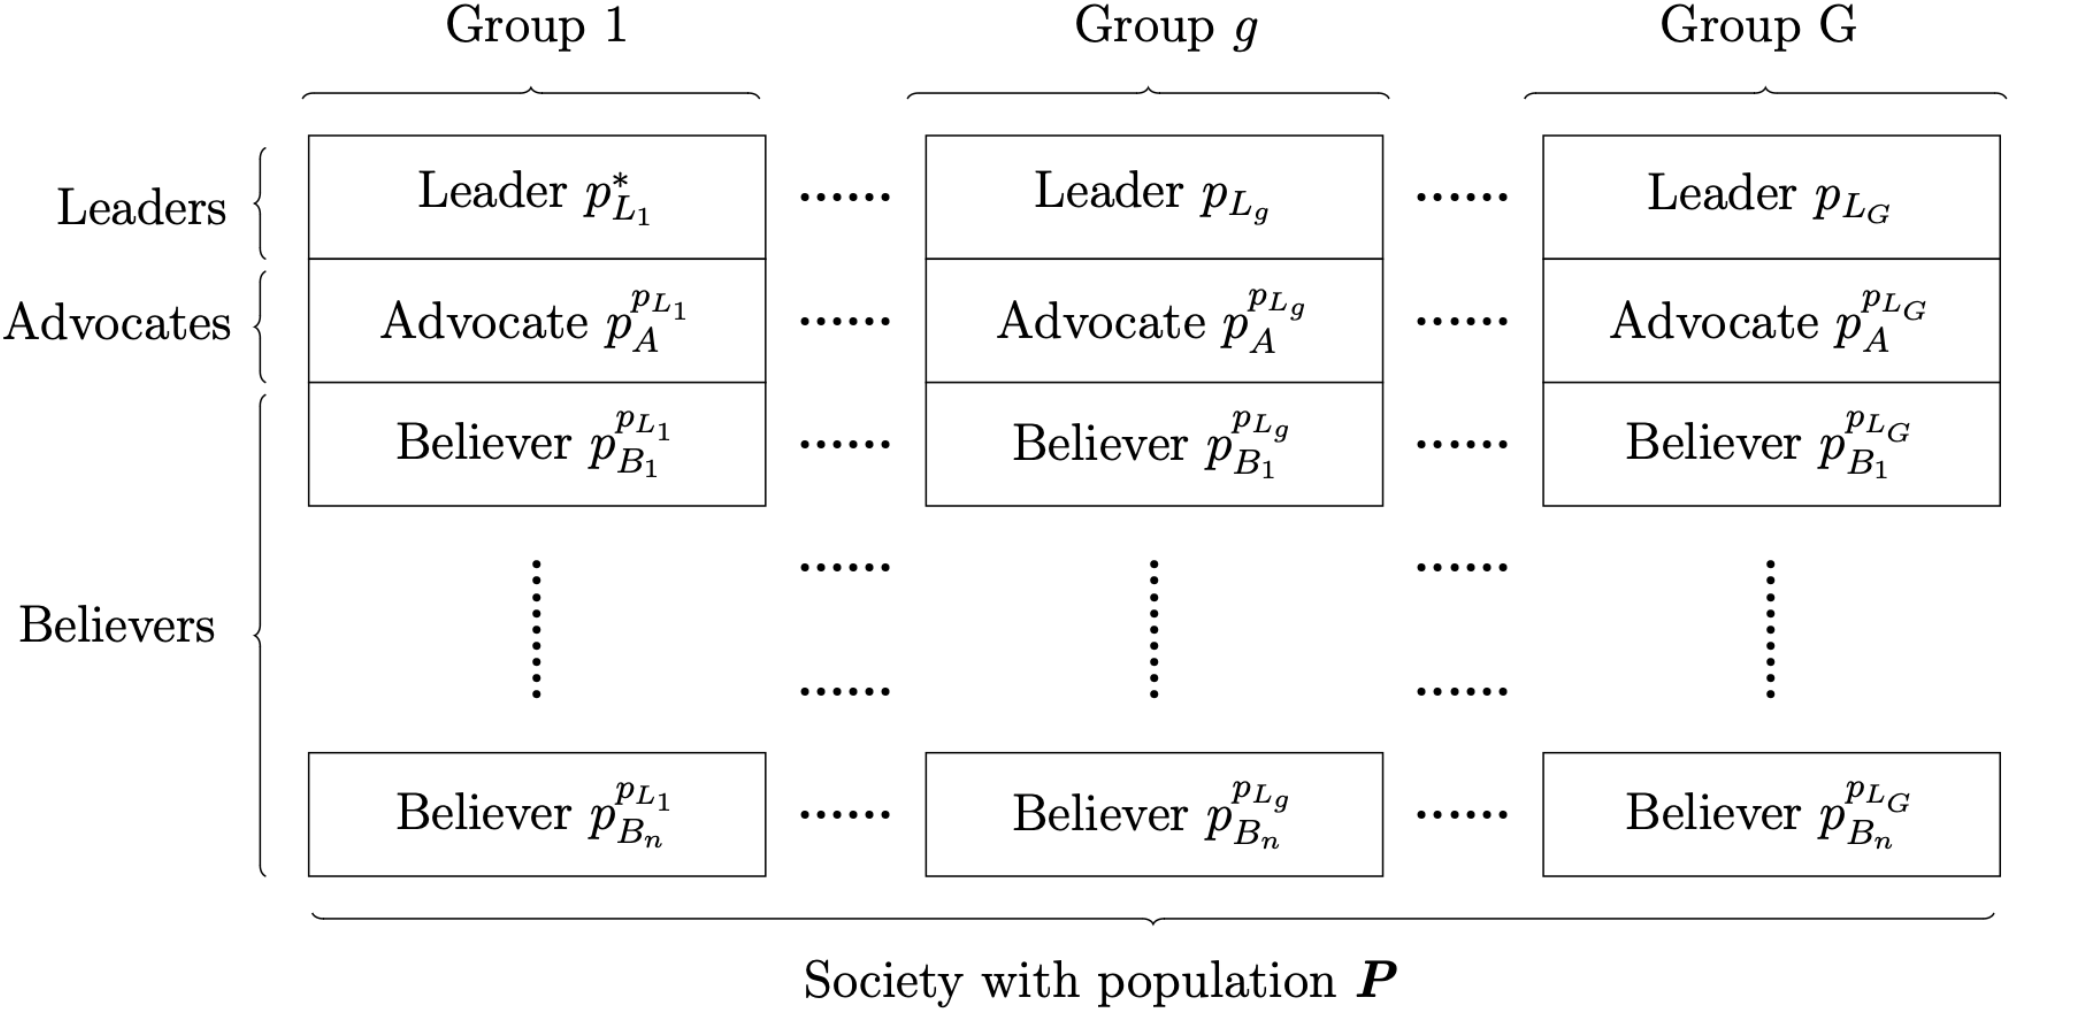 Group 1 Group g Group G
Leaders Leader p*_{L_1} ...... Leader p_{L_g} ...... Leader p_{L_G}
Advocates Advocate p_A^{p_{L_1}} ...... Advocate p_A^{p_{L_g}} ...... Advocate p_A^{p_{L_G}}
Believer p_{B_1}^{p_{L_1}} ...... Believer p_{B_1}^{p_{L_g}} ...... Believer p_{B_1}^{p_{L_G}}
Believers
Believer p_{B_n}^{p_{L_1}} ...... Believer p_{B_n}^{p_{L_g}} ...... Believer p_{B_n}^{p_{L_G}}
Society with population P